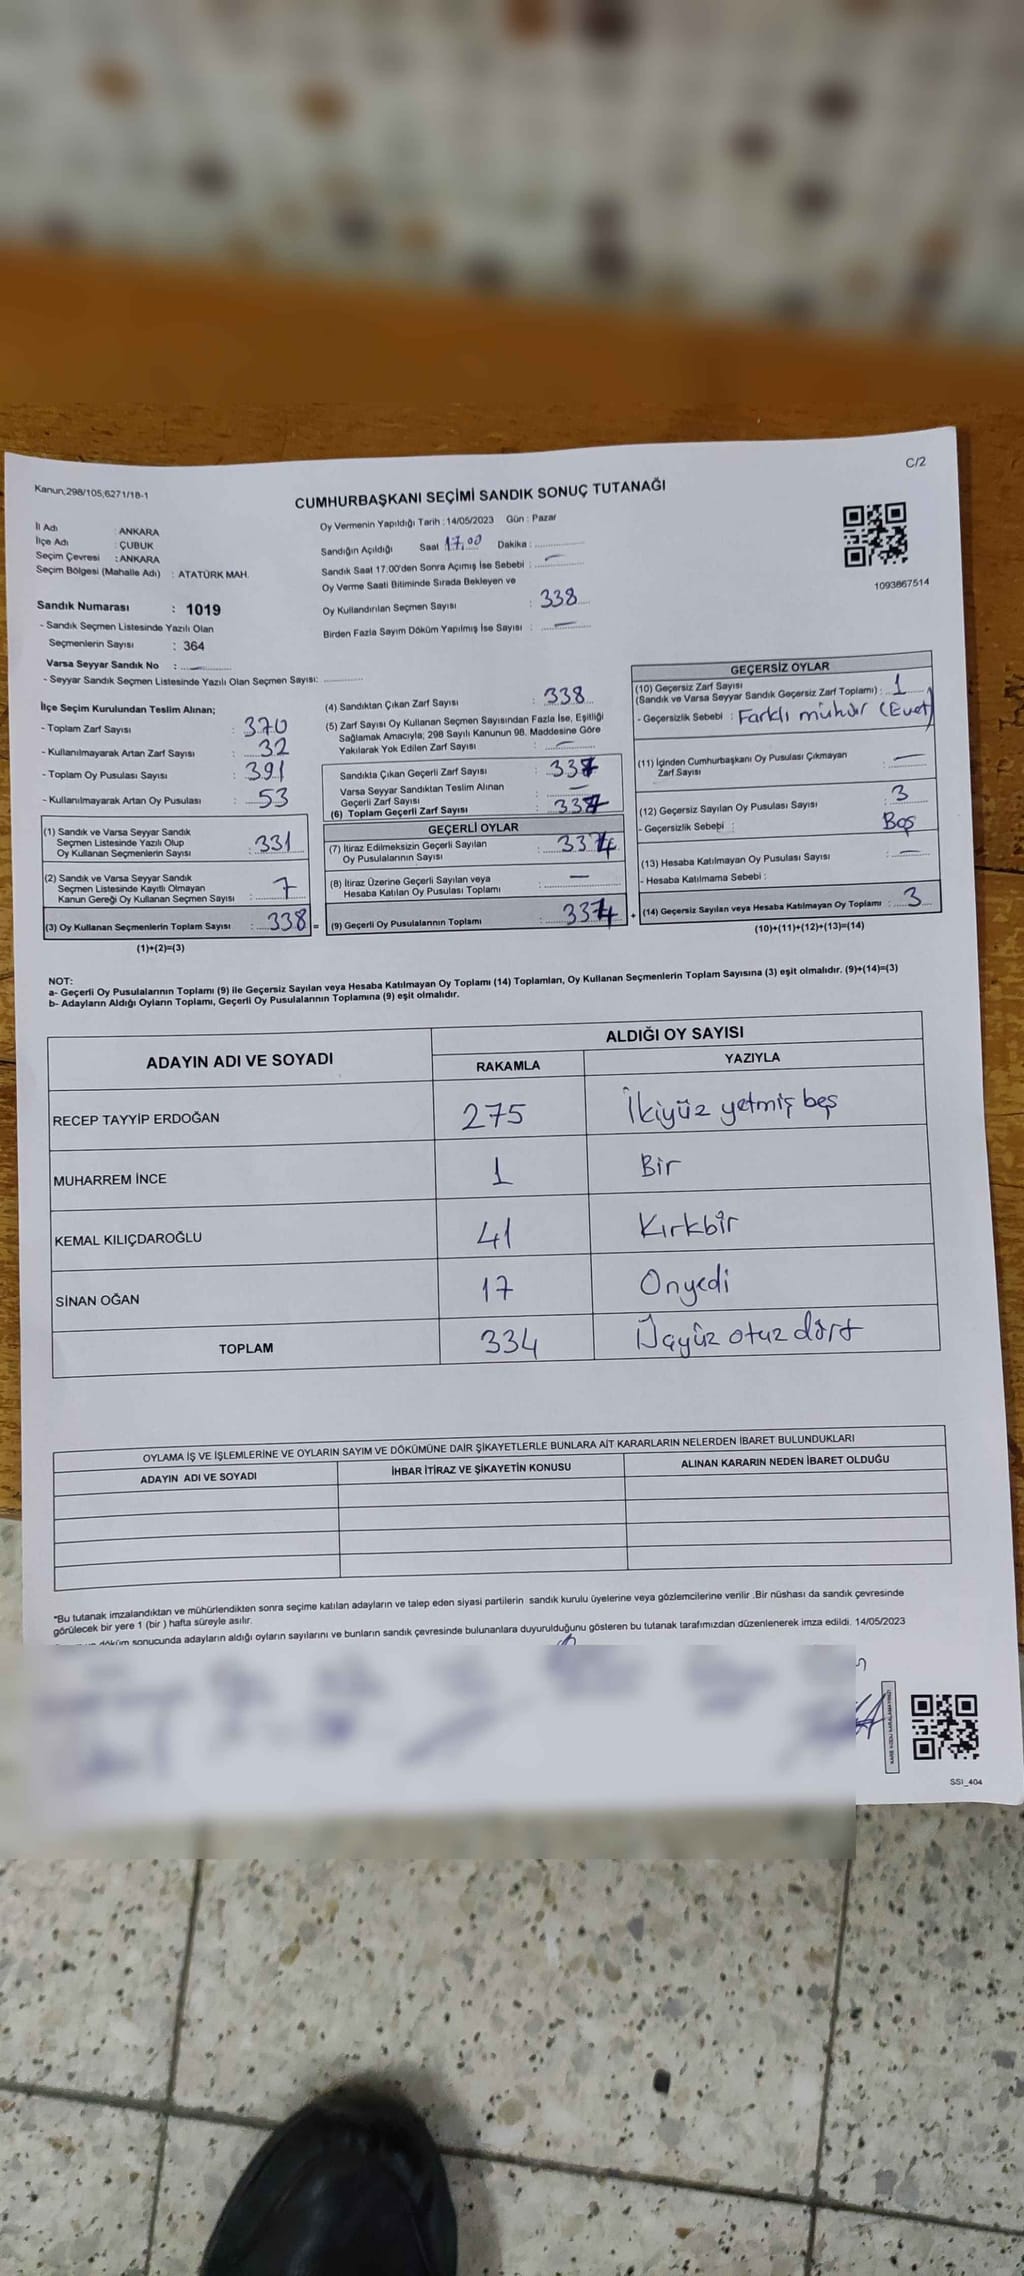 C/2
Kanun,298/105,6271/18-1
CUMHURBAŞKANI SEÇİMİ SANDIK SONUÇ TUTANAĞI
İl Adı : ANKARA
İlçe Adı : ÇUBUK
Seçim Çevresi : ANKARA
Seçim Bölgesi (Mahalle Adı) : ATATÜRK MAH.
Sandık Numarası : 1019
- Sandık Seçmen Listesinde Yazılı Olan
Seçmenlerin Sayısı : 364
Varsa Seyyar Sandık No : —
- Seyyar Sandık Seçmen Listesinde Yazılı Olan Seçmen Sayısı: ............
Oy Vermenin Yapıldığı Tarih : 14/05/2023 Gün : Pazar
Sandığın Açıldığı Saat 17.00 Dakika : ............
Sandık Saat 17:00'den Sonra Açımış İse Sebebi : —
Oy Verme Saati Bitiminde Sırada Bekleyen ve
Oy Kullandırılan Seçmen Sayısı : 338
Birden Fazla Sayım Döküm Yapılmış İse Sayısı : —
1093867514
İlçe Seçim Kurulundan Teslim Alınan;
- Toplam Zarf Sayısı : 370
- Kullanılmayarak Artan Zarf Sayısı : 32
- Toplam Oy Pusulası Sayısı : 391
- Kullanılmayarak Artan Oy Pusulası : 53
(1) Sandık ve Varsa Seyyar Sandık
Seçmen Listesinde Yazılı Olup
Oy Kullanan Seçmenlerin Sayısı : 331
(2) Sandık ve Varsa Seyyar Sandık
Seçmen Listesinde Kayıtlı Olmayan
Kanun Gereği Oy Kullanan Seçmen Sayısı : 7
(3) Oy Kullanan Seçmenlerin Toplam Sayısı : 338 =
(1)+(2)=(3)
(4) Sandıktan Çıkan Zarf Sayısı : 338
(5) Zarf Sayısı Oy Kullanan Seçmen Sayısından Fazla İse, Eşitliği
Sağlamak Amacıyla; 298 Sayılı Kanunun 98. Maddesine Göre
Yakılarak Yok Edilen Zarf Sayısı : —
Sandıkta Çıkan Geçerli Zarf Sayısı : 337
Varsa Seyyar Sandıktan Teslim Alınan
Geçerli Zarf Sayısı : —
(6) Toplam Geçerli Zarf Sayısı : 337
GEÇERLİ OYLAR
(7) İtiraz Edilmeksizin Geçerli Sayılan
Oy Pusulalarının Sayısı :
(8) İtiraz Üzerine Geçerli Sayılan veya
Hesaba Katılan Oy Pusulası Toplamı : —
(9) Geçerli Oy Pusulalarının Toplamı : +
GEÇERSİZ OYLAR
(10) Geçersiz Zarf Sayısı
(Sandık ve Varsa Seyyar Sandık Geçersiz Zarf Toplamı) : 1
- Geçersizlik Sebebi : Farklı mühür (Evet)
(11) İçinden Cumhurbaşkanı Oy Pusulası Çıkmayan
Zarf Sayısı : —
(12) Geçersiz Sayılan Oy Pusulası Sayısı : 3
- Geçersizlik Sebebi : Boş
(13) Hesaba Katılmayan Oy Pusulası Sayısı : —
- Hesaba Katılmama Sebebi :
(14) Geçersiz Sayılan veya Hesaba Katılmayan Oy Toplamı : 3
(10)+(11)+(12)+(13)=(14)
NOT:
a- Geçerli Oy Pusulalarının Toplamı (9) ile Geçersiz Sayılan veya Hesaba Katılmayan Oy Toplamı (14) Toplamları, Oy Kullanan Seçmenlerin Toplam Sayısına (3) eşit olmalıdır. (9)+(14)=(3)
b- Adayların Aldığı Oyların Toplamı, Geçerli Oy Pusulalarının Toplamına (9) eşit olmalıdır.
ADAYIN ADI VE SOYADI ALDIĞI OY SAYISI
RAKAMLA YAZIYLA
RECEP TAYYİP ERDOĞAN 275 İkiyüz yetmiş beş
MUHARREM İNCE 1 Bir
KEMAL KILIÇDAROĞLU 41 Kırkbir
SİNAN OĞAN 17 Onyedi
TOPLAM 334 Üçyüz otuz dört
OYLAMA İŞ VE İŞLEMLERİNE VE OYLARIN SAYIM VE DÖKÜMÜNE DAİR ŞİKAYETLERLE BUNLARA AİT KARARLARIN NELERDEN İBARET BULUNDUKLARI
ADAYIN ADI VE SOYADI İHBAR İTİRAZ VE ŞİKAYETİN KONUSU ALINAN KARARIN NEDEN İBARET OLDUĞU
*Bu tutanak imzalandıktan ve mühürlendikten sonra seçime katılan adayların ve talep eden siyasi partilerin sandık kurulu üyelerine veya gözlemcilerine verilir .Bir nüshası da sandık çevresinde
görülecek bir yere 1 (bir ) hafta süreyle asılır.
döküm sonucunda adayların aldığı oyların sayılarını ve bunların sandık çevresinde bulunanlara duyurulduğunu gösteren bu tutanak tarafımızdan düzenlenerek imza edildi. 14/05/2023
SSI_404